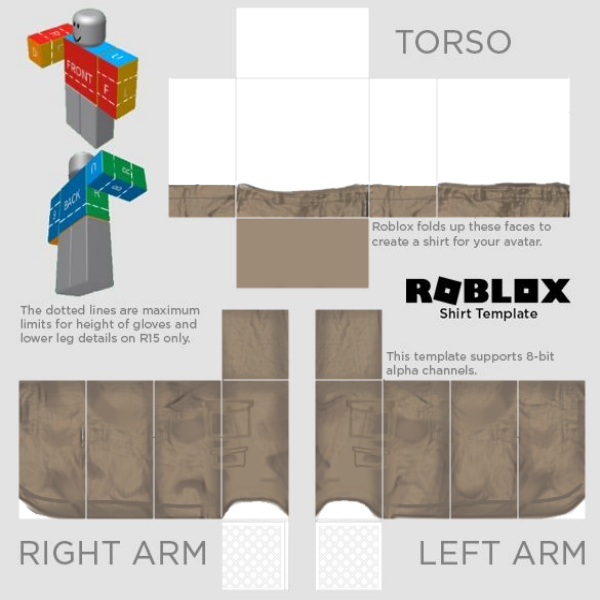 TORSO
FRONT
F
L
D
R
U
BACK
U
B
R
Roblox folds up these faces to
create a shirt for your avatar.
ROBLOX
Shirt Template
The dotted lines are maximum
limits for height of gloves and
lower leg details on R15 only.
This template supports 8-bit
alpha channels.
RIGHT ARM
LEFT ARM